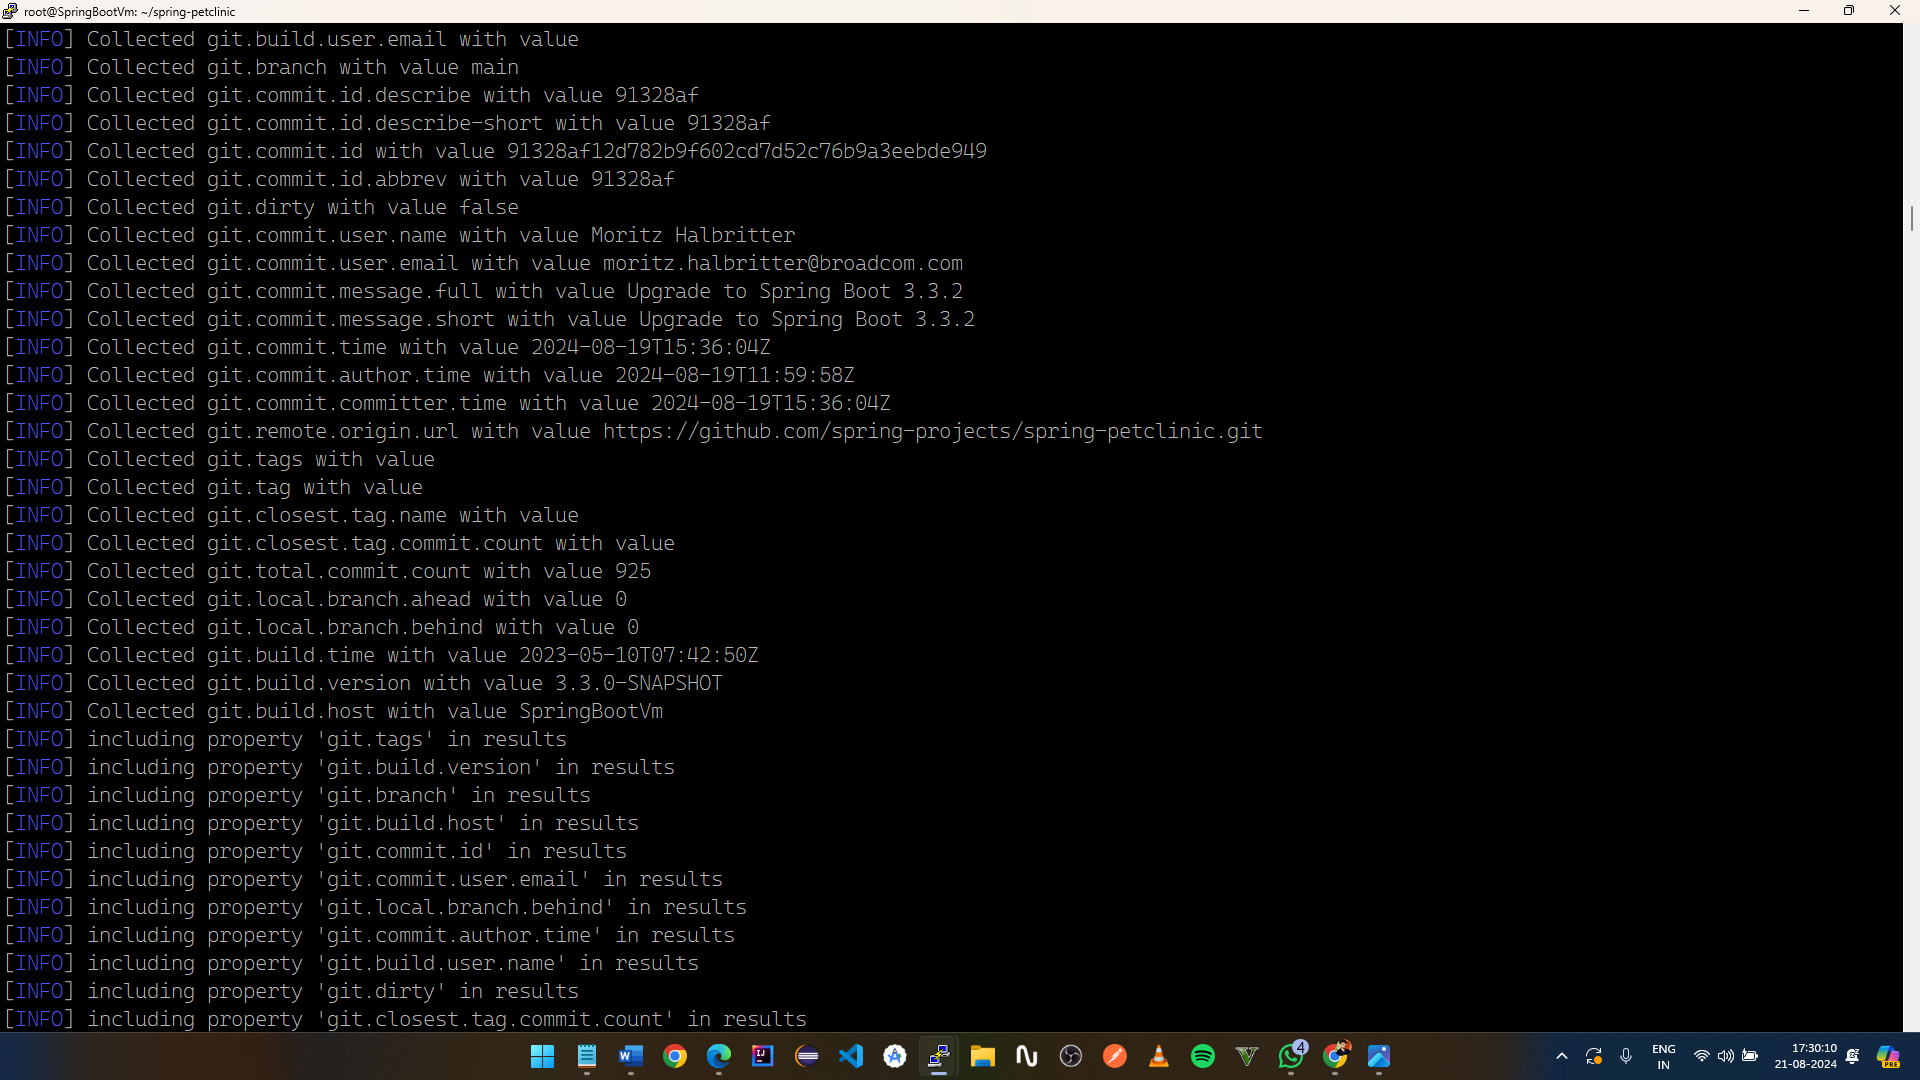 root@SpringBootVm: ~/spring-petclinic
[INFO] Collected git.build.user.email with value
[INFO] Collected git.branch with value main
[INFO] Collected git.commit.id.describe with value 91328af
[INFO] Collected git.commit.id.describe-short with value 91328af
[INFO] Collected git.commit.id with value 91328af12d782b9f602cd7d52c76b9a3eebde949
[INFO] Collected git.commit.id.abbrev with value 91328af
[INFO] Collected git.dirty with value false
[INFO] Collected git.commit.user.name with value Moritz Halbritter
[INFO] Collected git.commit.user.email with value moritz.halbritter@broadcom.com
[INFO] Collected git.commit.message.full with value Upgrade to Spring Boot 3.3.2
[INFO] Collected git.commit.message.short with value Upgrade to Spring Boot 3.3.2
[INFO] Collected git.commit.time with value 2024-08-19T15:36:04Z
[INFO] Collected git.commit.author.time with value 2024-08-19T11:59:58Z
[INFO] Collected git.commit.committer.time with value 2024-08-19T15:36:04Z
[INFO] Collected git.remote.origin.url with value https://github.com/spring-projects/spring-petclinic.git
[INFO] Collected git.tags with value
[INFO] Collected git.tag with value
[INFO] Collected git.closest.tag.name with value
[INFO] Collected git.closest.tag.commit.count with value
[INFO] Collected git.total.commit.count with value 925
[INFO] Collected git.local.branch.ahead with value 0
[INFO] Collected git.local.branch.behind with value 0
[INFO] Collected git.build.time with value 2023-05-10T07:42:50Z
[INFO] Collected git.build.version with value 3.3.0-SNAPSHOT
[INFO] Collected git.build.host with value SpringBootVm
[INFO] including property 'git.tags' in results
[INFO] including property 'git.build.version' in results
[INFO] including property 'git.branch' in results
[INFO] including property 'git.build.host' in results
[INFO] including property 'git.commit.id' in results
[INFO] including property 'git.commit.user.email' in results
[INFO] including property 'git.local.branch.behind' in results
[INFO] including property 'git.commit.author.time' in results
[INFO] including property 'git.build.user.name' in results
[INFO] including property 'git.dirty' in results
[INFO] including property 'git.closest.tag.commit.count' in results
4
ENG
IN
17:30:10
21-08-2024
PRE